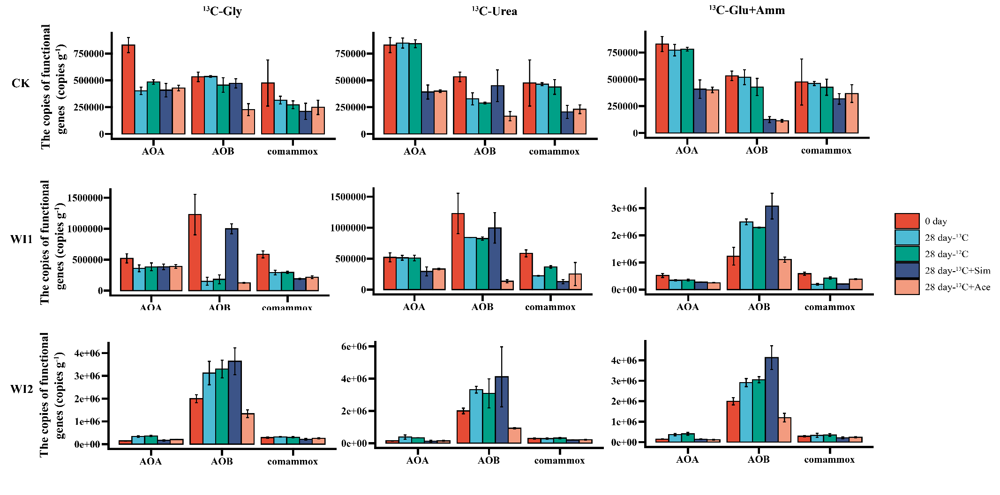 ¹³C-Gly
¹³C-Urea
¹³C-Glu+Amm
CK
The copies of functional
genes (copies g⁻¹)
750000
500000
250000
0
AOA
AOB
comammox
750000
500000
250000
0
AOA
AOB
comammox
750000
500000
250000
0
AOA
AOB
comammox
WI1
The copies of functional
genes (copies g⁻¹)
1500000
1000000
500000
0
AOA
AOB
comammox
1500000
1000000
500000
0
AOA
AOB
comammox
3e+06
2e+06
1e+06
0e+00
AOA
AOB
comammox
0 day
28 day-¹³C
28 day-¹²C
28 day-¹³C+Sim
28 day-¹³C+Ace
WI2
The copies of functional
genes (copies g⁻¹)
4e+06
3e+06
2e+06
1e+06
0e+00
AOA
AOB
comammox
6e+06
4e+06
2e+06
0e+00
AOA
AOB
comammox
4e+06
3e+06
2e+06
1e+06
0e+00
AOA
AOB
comammox